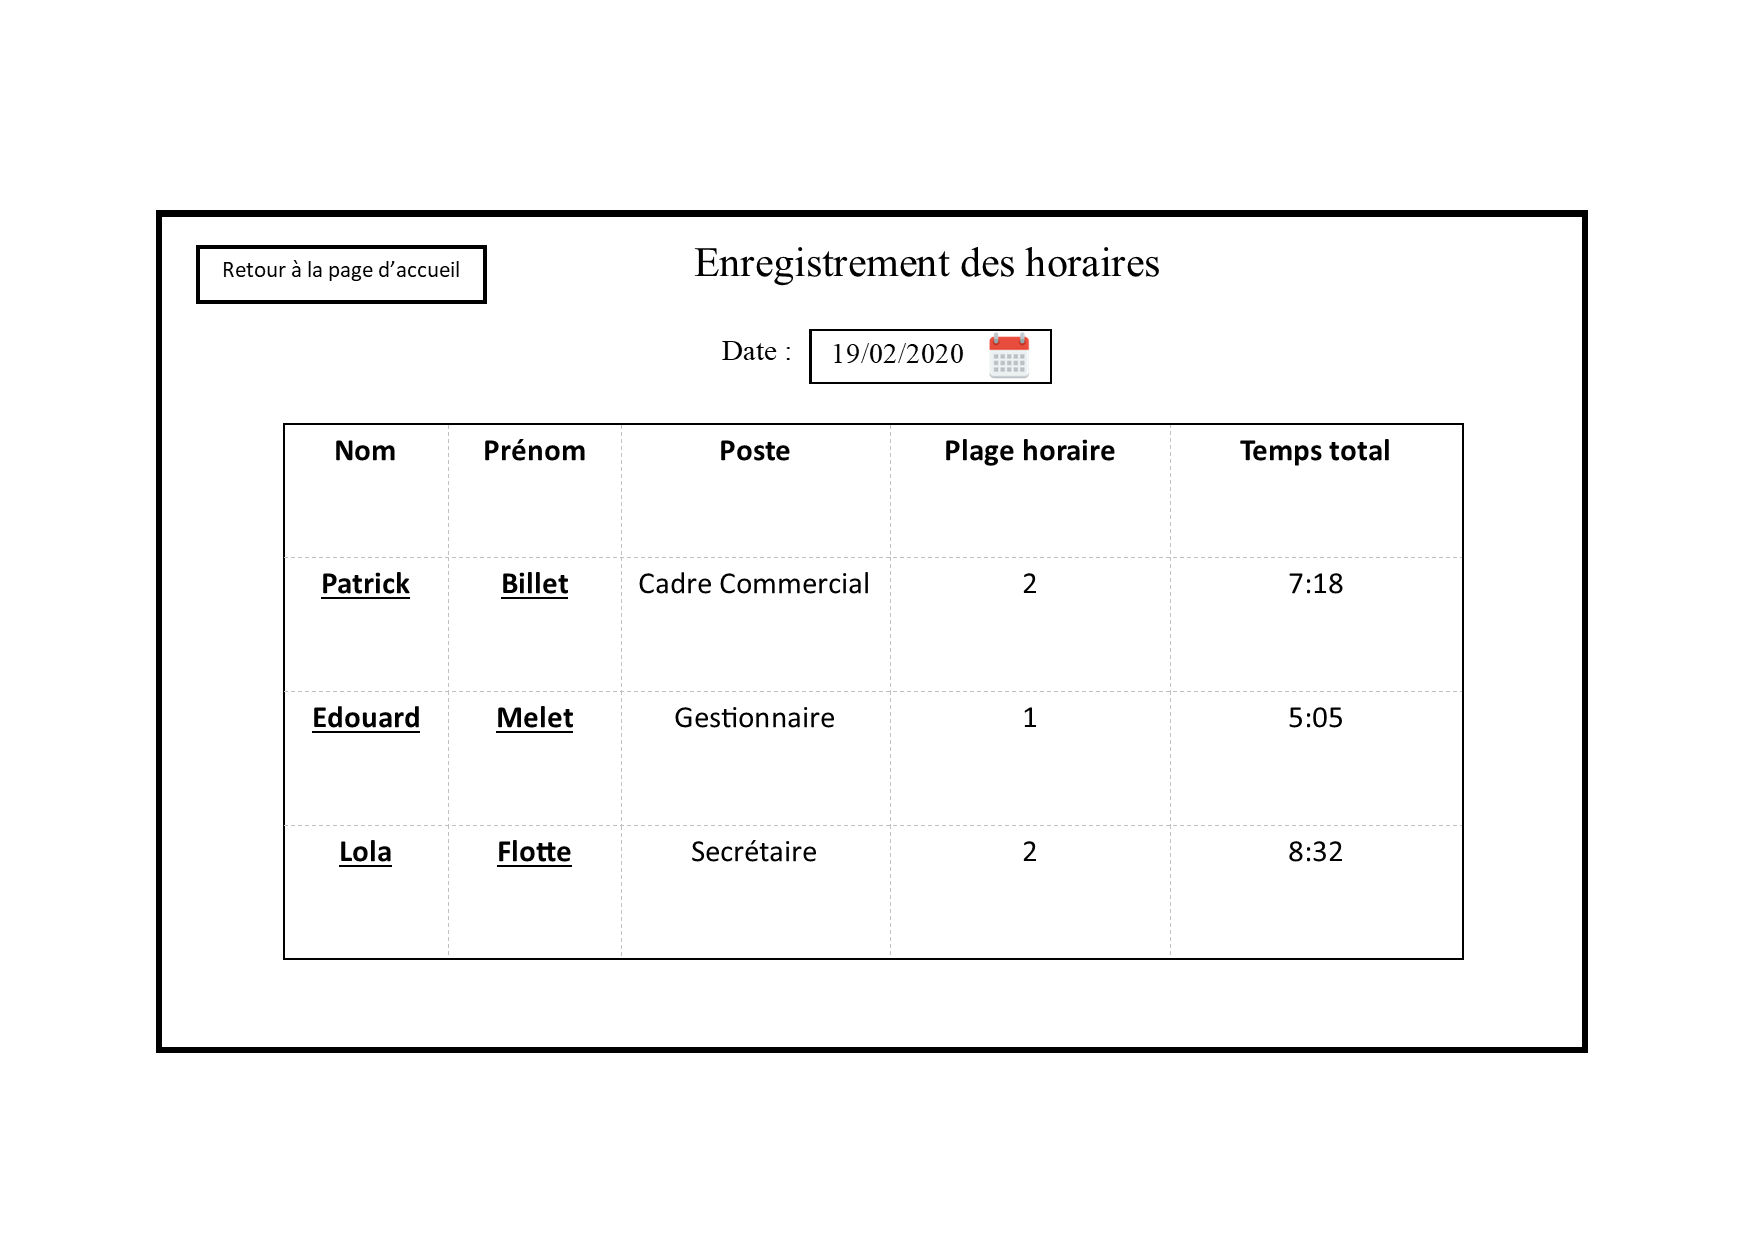 Retour à la page d’accueil
Enregistrement des horaires
Date :
19/02/2020
Nom Prénom Poste Plage horaire Temps total
Patrick Billet Cadre Commercial 2 7:18
Edouard Melet Gestionnaire 1 5:05
Lola Flotte Secrétaire 2 8:32